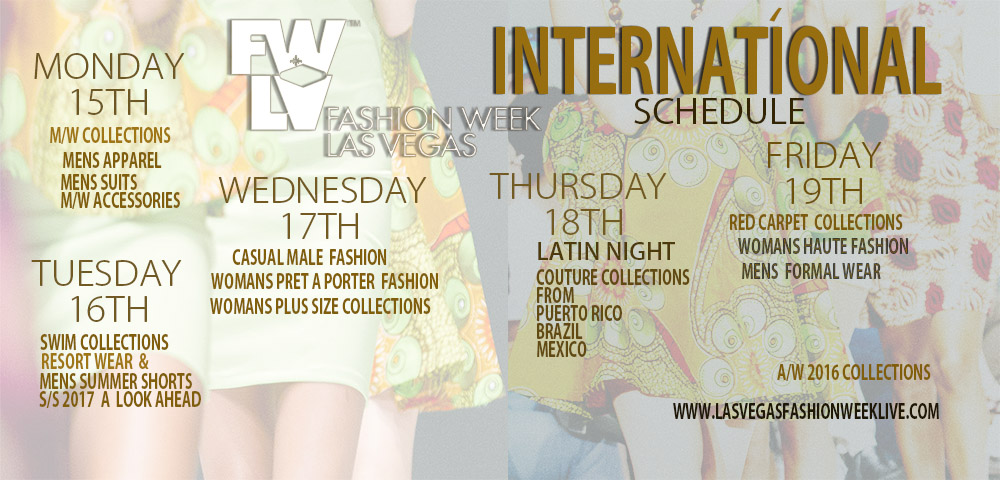 FWLV™
FASHION WEEK
LAS VEGAS
INTERNATÍONAL
SCHEDULE
MONDAY
15TH
M/W COLLECTIONS
MENS APPAREL
MENS SUITS
M/W ACCESSORIES
TUESDAY
16TH
SWIM COLLECTIONS
RESORT WEAR &
MENS SUMMER SHORTS
S/S 2017 A LOOK AHEAD
WEDNESDAY
17TH
CASUAL MALE FASHION
WOMANS PRET A PORTER FASHION
WOMANS PLUS SIZE COLLECTIONS
THURSDAY
18TH
LATIN NIGHT
COUTURE COLLECTIONS
FROM
PUERTO RICO
BRAZIL
MEXICO
FRIDAY
19TH
RED CARPET COLLECTIONS
WOMANS HAUTE FASHION
MENS FORMAL WEAR
A/W 2016 COLLECTIONS
WWW.LASVEGASFASHIONWEEKLIVE.COM